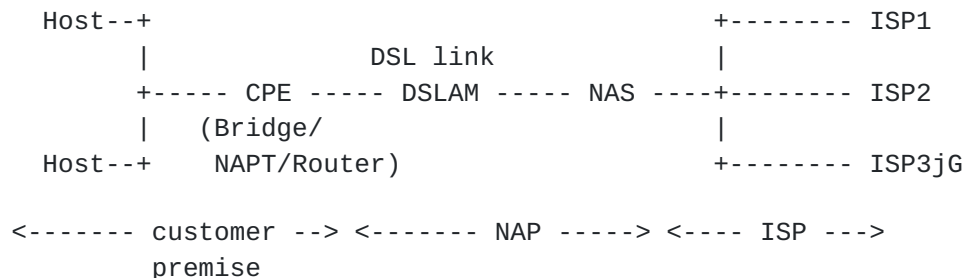 Host--+                                   +-------- ISP1
      |              DSL link             |
      +----- CPE ----- DSLAM ----- NAS ----+-------- ISP2
      |   (Bridge/                        |
Host--+    NAPT/Router)                   +-------- ISP3jG
<------- customer --> <------- NAP -----> <---- ISP --->
         premise